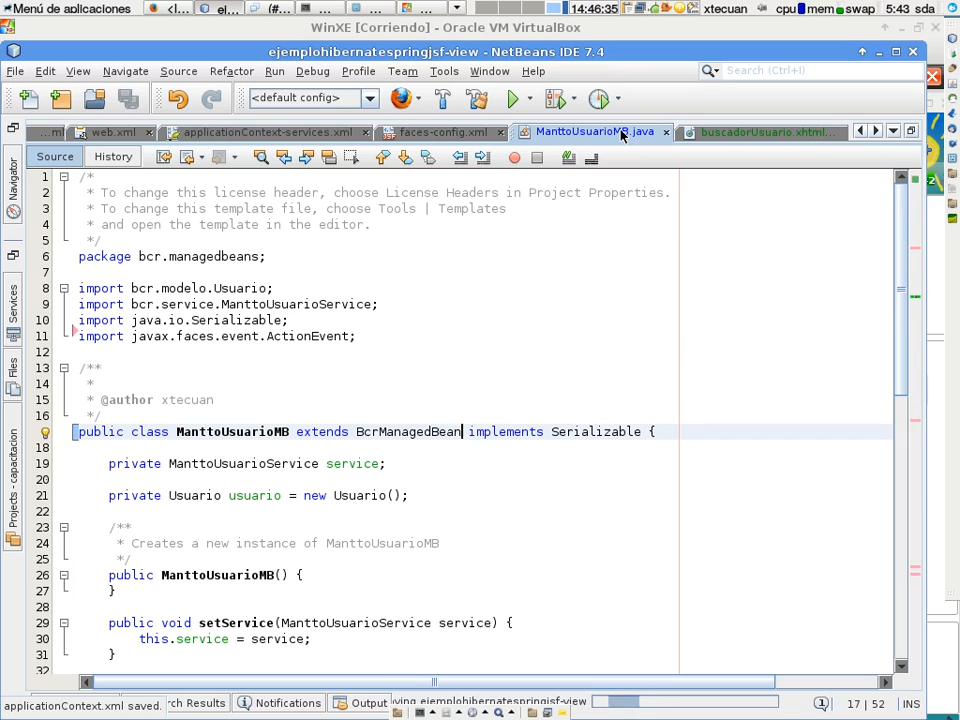 Menú de aplicaciones
<l...
el...
(#...
14:46:35
xtecuan
cpu mem swap
5:43 sda
WinXE [Corriendo] - Oracle VM VirtualBox
ejemplohibernatespringjsf-view - NetBeans IDE 7.4
File Edit View Navigate Source Refactor Run Debug Profile Team Tools Window Help
Search (Ctrl+I)
<default config>
...ml web.xml applicationContext-services.xml faces-config.xml ManttoUsuarioMB.java buscadorUsuario.xhtml...
Source History
Navigator
Services
Files
Projects - capacitacion
1 /*
2 * To change this license header, choose License Headers in Project Properties.
3 * To change this template file, choose Tools | Templates
4 * and open the template in the editor.
5 */
6 package bcr.managedbeans;
7
8 import bcr.modelo.Usuario;
9 import bcr.service.ManttoUsuarioService;
10 import java.io.Serializable;
11 import javax.faces.event.ActionEvent;
12
13 /**
14 *
15 * @author xtecuan
16 */
public class ManttoUsuarioMB extends BcrManagedBean implements Serializable {
18
19 private ManttoUsuarioService service;
20
21 private Usuario usuario = new Usuario();
22
23 /**
24 * Creates a new instance of ManttoUsuarioMB
25 */
26 public ManttoUsuarioMB() {
27 }
28
29 public void setService(ManttoUsuarioService service) {
30 this.service = service;
31 }
32
applicationContext.xml saved.
rch Results
Notifications
Output
ving ejemplohibernatespringjsf-view
1
17 : 52 INS